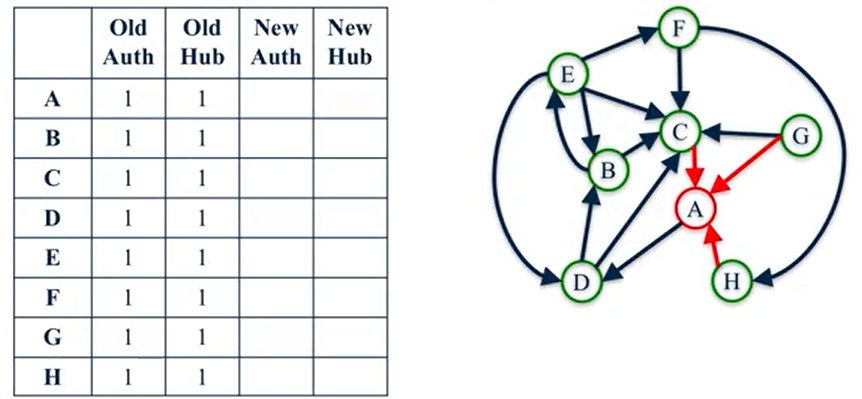 Old Auth Old Hub New Auth New Hub
A 1 1
B 1 1
C 1 1
D 1 1
E 1 1
F 1 1
G 1 1
H 1 1
F
E
C
G
B
A
D
H